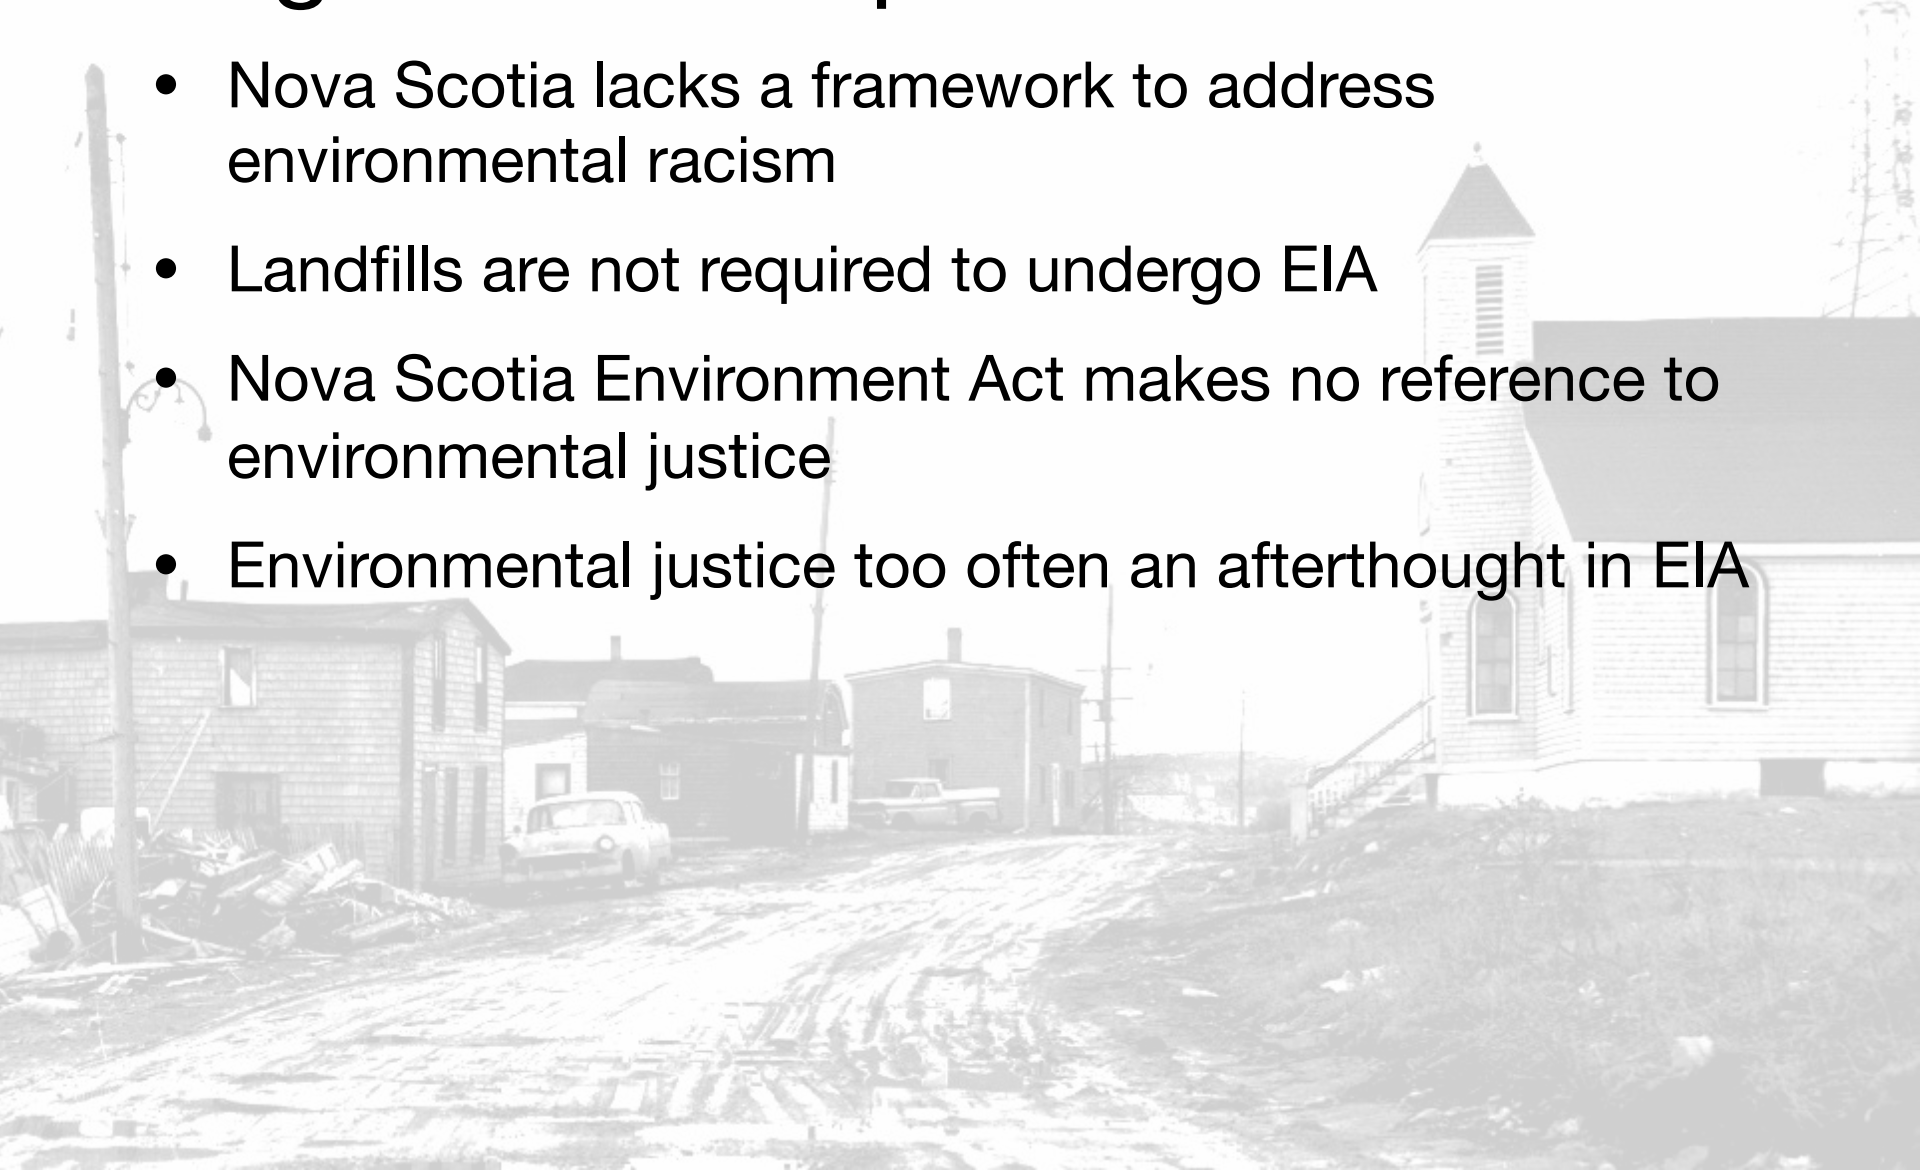 • Nova Scotia lacks a framework to address
environmental racism
• Landfills are not required to undergo EIA
• Nova Scotia Environment Act makes no reference to
environmental justice
• Environmental justice too often an afterthought in EIA